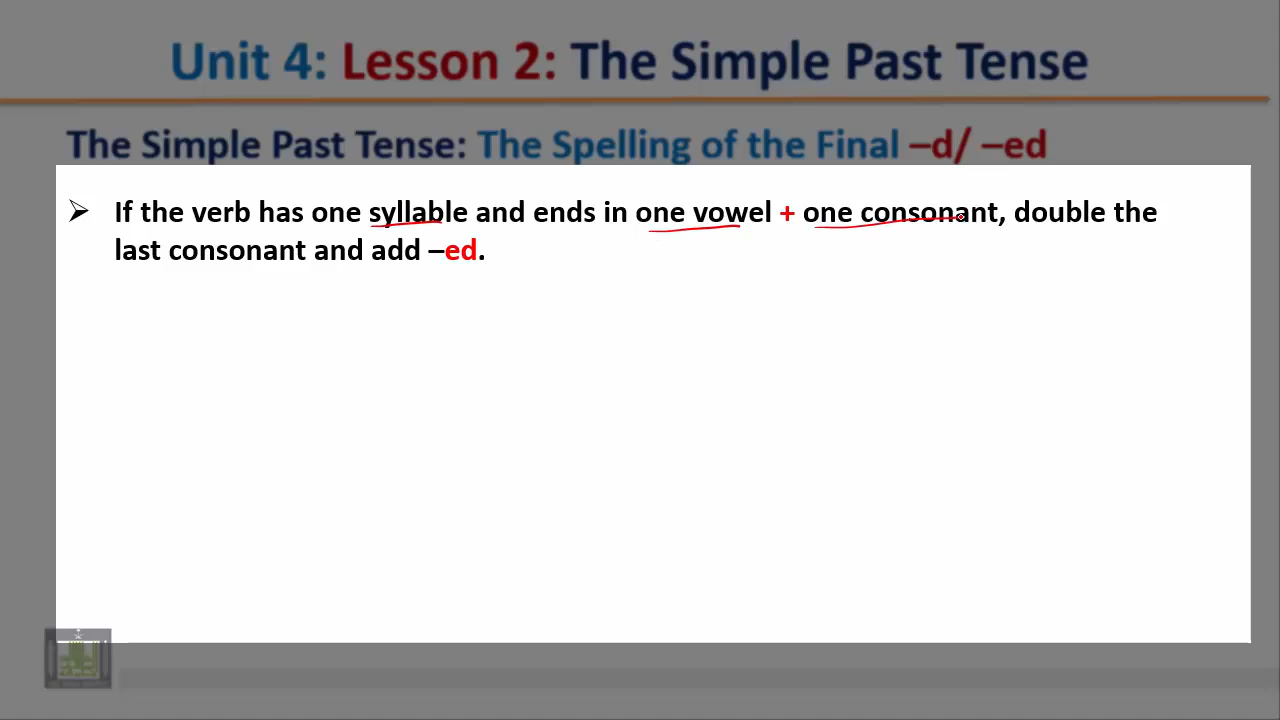 Unit 4: Lesson 2: The Simple Past Tense
The Simple Past Tense: The Spelling of the Final –d/ –ed
➢ If the verb has one syllable and ends in one vowel + one consonant, double the
last consonant and add –ed.